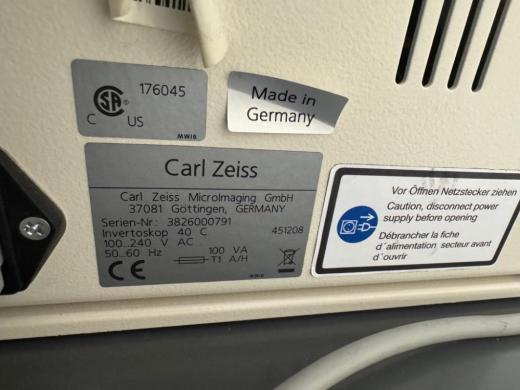 CSA
176045
C US
MWI8
Made in
Germany
Carl Zeiss
Carl Zeiss MicroImaging GmbH
37081 Göttingen, GERMANY
Serien-Nr.: 3826000791
Invertoskop 40 C 451208
100...240 V AC
50...60 Hz 100 VA
T1 A/H
CE
Vor Öffnen Netzstecker ziehen
Caution, disconnect power
supply before opening
Débrancher la fiche
d´alimentation secteur avant
d´ouvrir